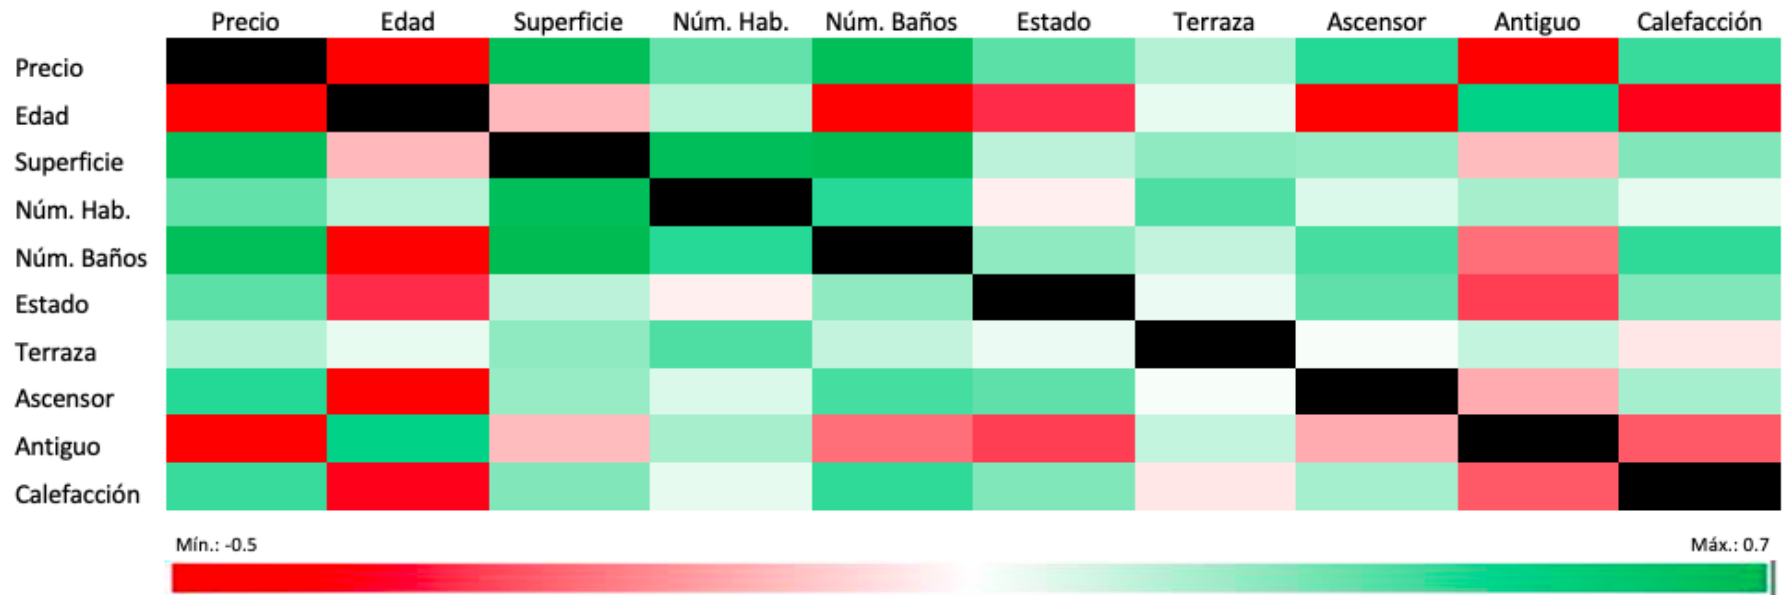 Precio Edad Superficie Núm. Hab. Núm. Baños Estado Terraza Ascensor Antiguo Calefacción
Precio
Edad
Superficie
Núm. Hab.
Núm. Baños
Estado
Terraza
Ascensor
Antiguo
Calefacción
Mín.: -0.5 Máx.: 0.7